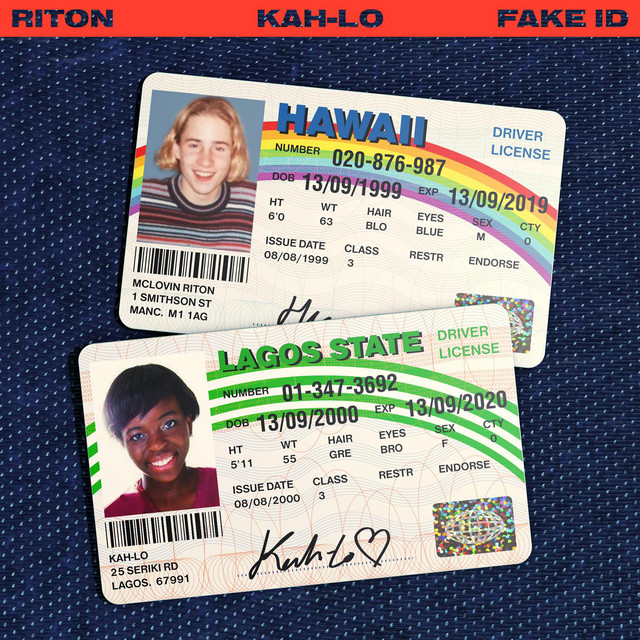 RITON KAH-LO FAKE ID
HAWAII
DRIVER
LICENSE
NUMBER 020-876-987
DOB 13/09/1999 EXP 13/09/2019
HT WT HAIR EYES SEX CTY
6'0 63 BLO BLUE M 0
ISSUE DATE CLASS RESTR ENDORSE
08/08/1999 3
MCLOVIN RITON
1 SMITHSON ST
MANC. M1 1AG
LAGOS STATE
DRIVER
LICENSE
NUMBER 01-347-3692
DOB 13/09/2000 EXP 13/09/2020
HT WT HAIR EYES SEX CTY
5'11 55 GRE BRO F 0
ISSUE DATE CLASS RESTR ENDORSE
08/08/2000 3
Kah-Lo
KAH-LO
25 SERIKI RD
LAGOS. 67991